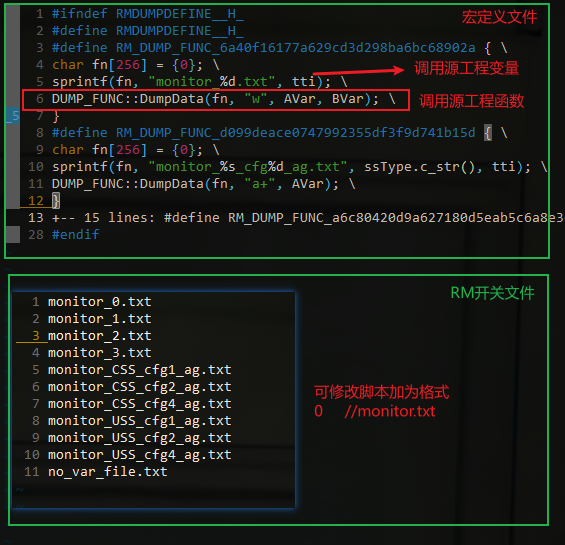 宏定义文件
1 #ifndef RMDUMPDEFINE__H_
2 #define RMDUMPDEFINE__H_
3 #define RM_DUMP_FUNC_6a40f16177a629cd3d298ba6bc68902a { \
4 char fn[256] = {0}; \
5 sprintf(fn, "monitor_%d.txt", tti); \
调用源工程变量
6 DUMP_FUNC::DumpData(fn, "w", AVar, BVar); \
调用源工程函数
_5 7 }
8 #define RM_DUMP_FUNC_d099deace0747992355df3f9d741b15d { \
9 char fn[256] = {0}; \
10 sprintf(fn, "monitor_%s_cfg%d_ag.txt", ssType.c_str(), tti); \
11 DUMP_FUNC::DumpData(fn, "a+", AVar); \
12 }
13 +-- 15 lines: #define RM_DUMP_FUNC_a6c80420d9a627180d5eab5c6a8e3
28 #endif
RM开关文件
1 monitor_0.txt
2 monitor_1.txt
3 monitor_2.txt
4 monitor_3.txt
5 monitor_CSS_cfg1_ag.txt
6 monitor_CSS_cfg2_ag.txt
7 monitor_CSS_cfg4_ag.txt
8 monitor_USS_cfg1_ag.txt
9 monitor_USS_cfg2_ag.txt
10 monitor_USS_cfg4_ag.txt
11 no_var_file.txt
~
可修改脚本加为格式
0 //monitor.txt